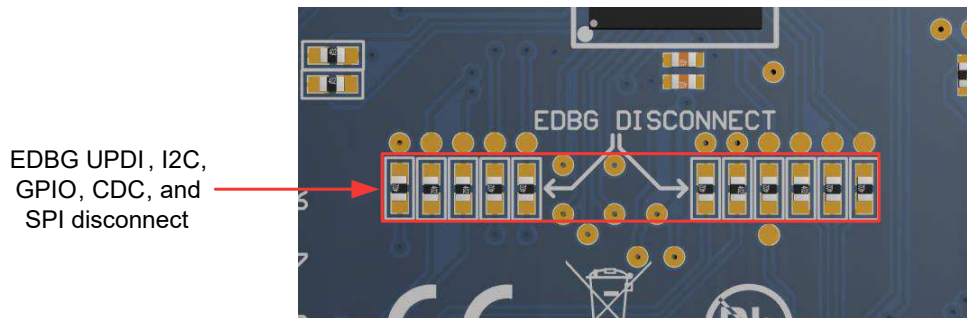 EDBG DISCONNECT
EDBG UPDI, I2C,
GPIO, CDC, and
SPI disconnect